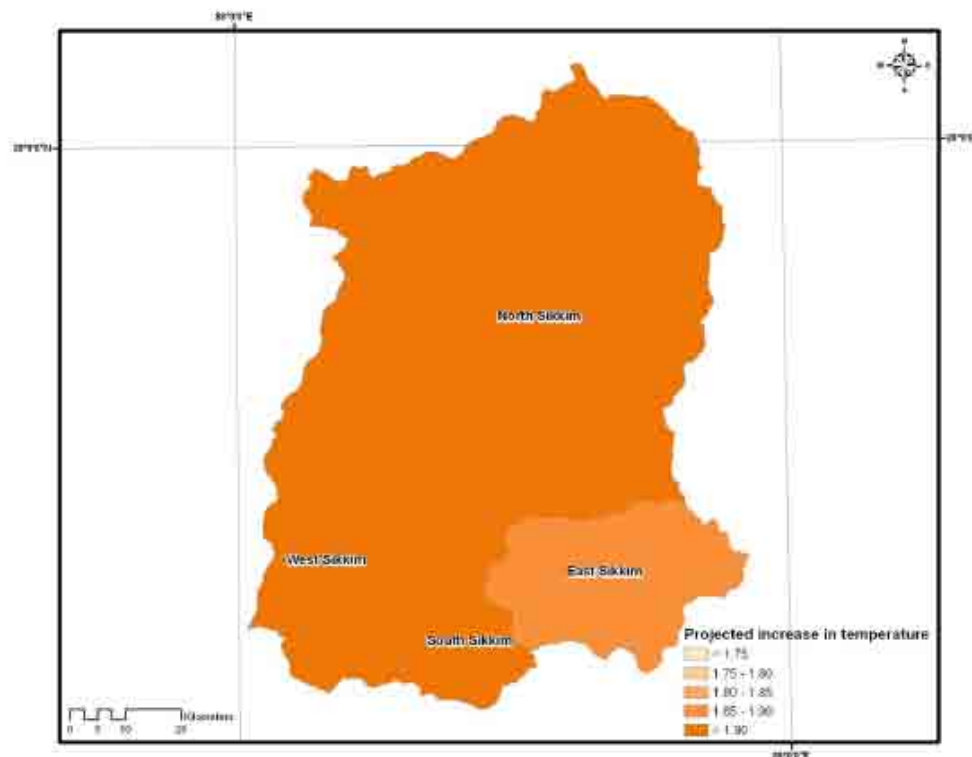 North Sikkim
West Sikkim
East Sikkim
South Sikkim
Projected increase in temperature
1.75
1.75 - 1.80
1.80 - 1.85
1.85 - 1.90
1.90
Kilometers
0 5 10 20